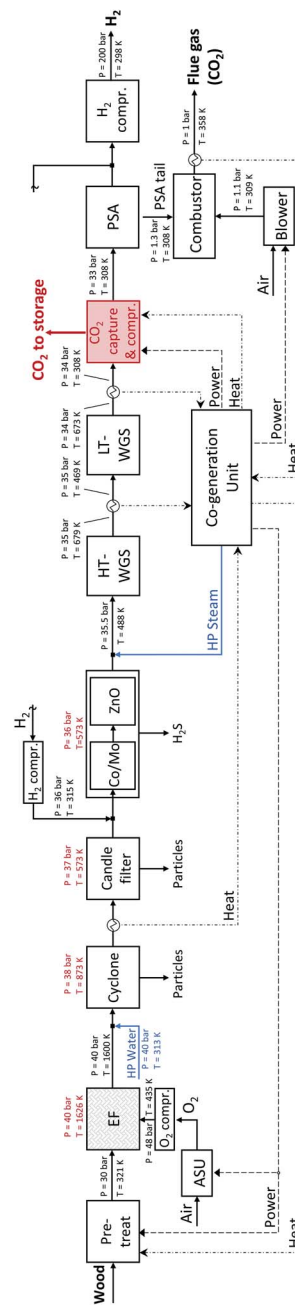 Wood
Pre-
treat
P = 30 bar
T = 321 K
P = 40 bar
T = 1626 K
EF
P = 40 bar
T = 1600 K
HP Water
P = 40 bar
T = 313 K
P = 48 bar
T = 435 K
O2 compr.
O2
Air
ASU
P = 38 bar
T = 873 K
Cyclone
Particles
P = 37 bar
T = 573 K
Candle
filter
Particles
H2
H2 compr.
P = 36 bar
T = 315 K
P = 36 bar
T=573 K
Co/Mo
ZnO
H2S
P = 35.5 bar
T = 488 K
HP Steam
HT-
WGS
P = 35 bar
T = 679 K
P = 35 bar
T = 469 K
LT-
WGS
P = 34 bar
T = 673 K
P = 34 bar
T = 308 K
CO2 to storage
CO2
capture
& compr.
P = 33 bar
T = 308 K
PSA
H2
compr.
P = 200 bar
T = 298 K
H2
PSA tail
P = 1.3 bar
T = 308 K
Combustor
P = 1 bar
T = 358 K
Flue gas
(CO2)
P = 1.1 bar
T = 309 K
Air
Blower
Co-generation
Unit
Power
Heat
Power
Heat
Heat
Power
Heat